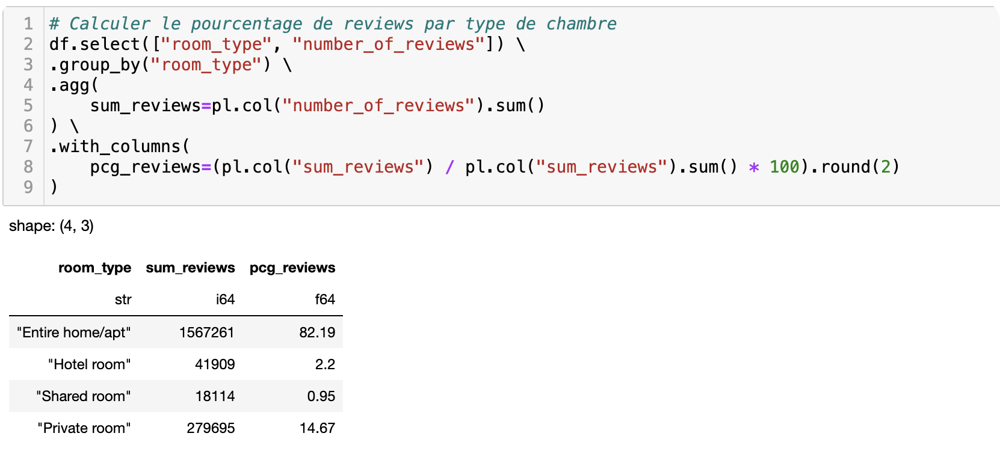 1 # Calculer le pourcentage de reviews par type de chambre
2 df.select(["room_type", "number_of_reviews"]) \
3 .group_by("room_type") \
4 .agg(
5     sum_reviews=pl.col("number_of_reviews").sum()
6 ) \
7 .with_columns(
8     pcg_reviews=(pl.col("sum_reviews") / pl.col("sum_reviews").sum() * 100).round(2)
9 )
shape: (4, 3)
room_type sum_reviews pcg_reviews
str i64 f64
"Entire home/apt" 1567261 82.19
"Hotel room" 41909 2.2
"Shared room" 18114 0.95
"Private room" 279695 14.67